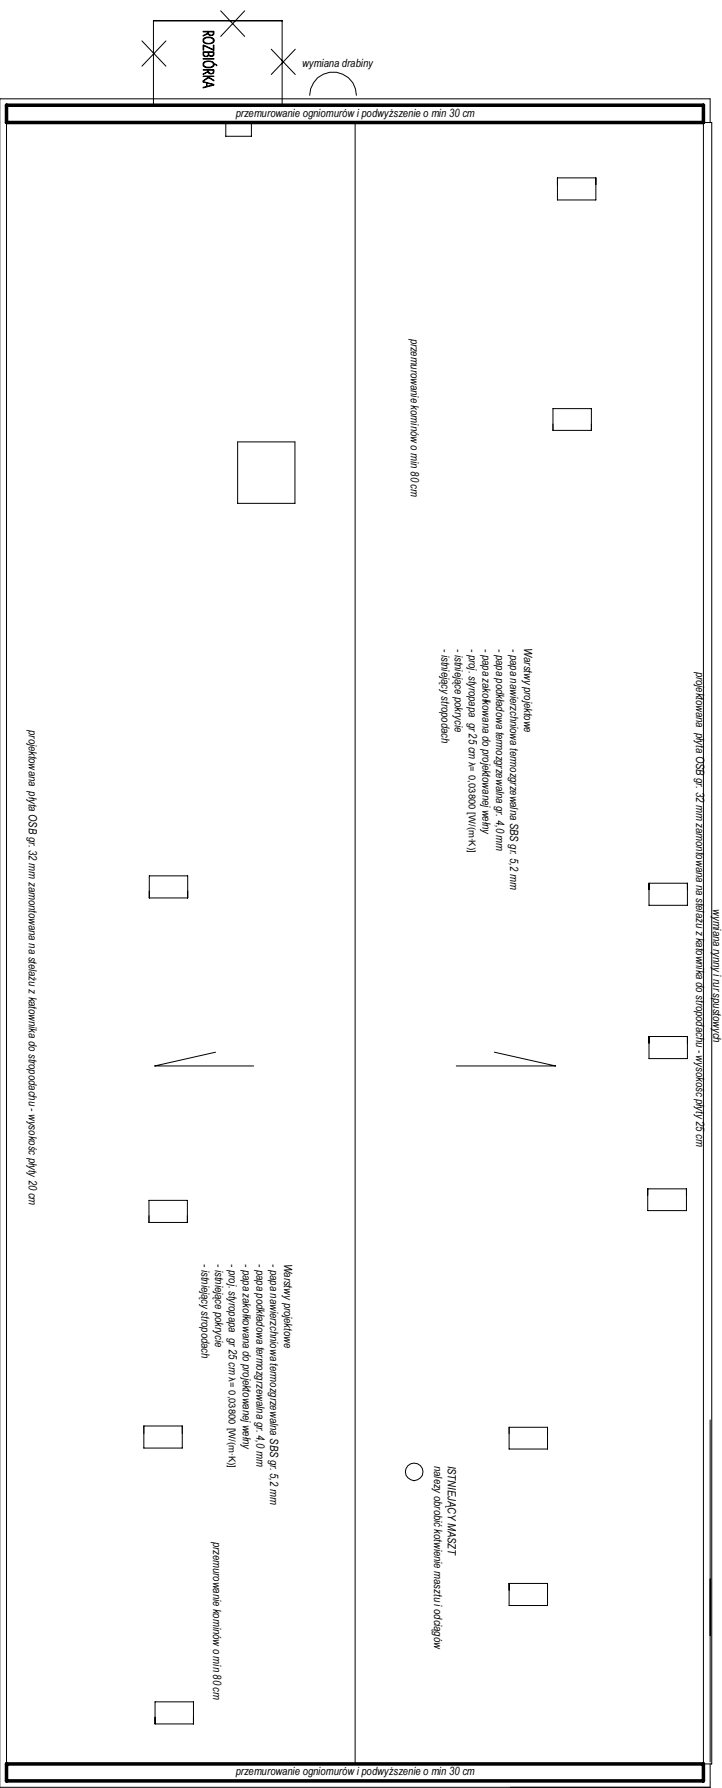 ROZBIÓRKA
wymiana drabiny
przemurowanie ogniomurów i podwyższenie o min 30 cm
przemurowanie kominów o min 80 cm
Warstwy projektowe
- papa nawierzchniowa termozgrzewalna SBS gr. 5,2 mm
- papa podkładowa termozgrzewalna gr. 4,0 mm
- papa zakołkowana do projektowanej wełny
- proj. styropapa gr 25 cm λ= 0,03800 [W/(m·K)]
- istniejące pokrycie
- istniejący stropodach
projektowana płyta OSB gr. 32 mm zamontowana na stelażu z kątownika do stropodachu - wysokośc płyty 25 cm
wymiana rynny i rur spustowych
projektowana płyta OSB gr. 32 mm zamontowana na stelażu z kątownika do stropodachu - wysokośc płyty 20 cm
Warstwy projektowe
- papa nawierzchniowa termozgrzewalna SBS gr. 5,2 mm
- papa podkładowa termozgrzewalna gr. 4,0 mm
- papa zakołkowana do projektowanej wełny
- proj. styropapa gr 25 cm λ= 0,03800 [W/(m·K)]
- istniejące pokrycie
- istniejący stropodach
ISTNIEJĄCY MASZT
należy obrobić kotwienie masztu i odciągów
przemurowanie kominów o min 80 cm
przemurowanie ogniomurów i podwyższenie o min 30 cm